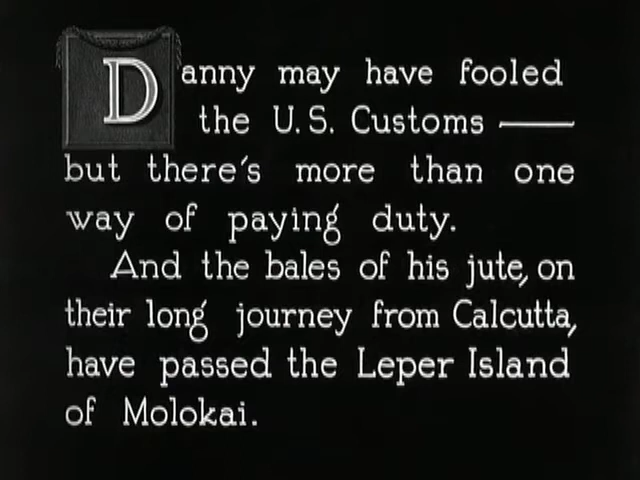 Danny may have fooled
the U.S. Customs —
but there's more than one
way of paying duty.
And the bales of his jute, on
their long journey from Calcutta,
have passed the Leper Island
of Molokai.